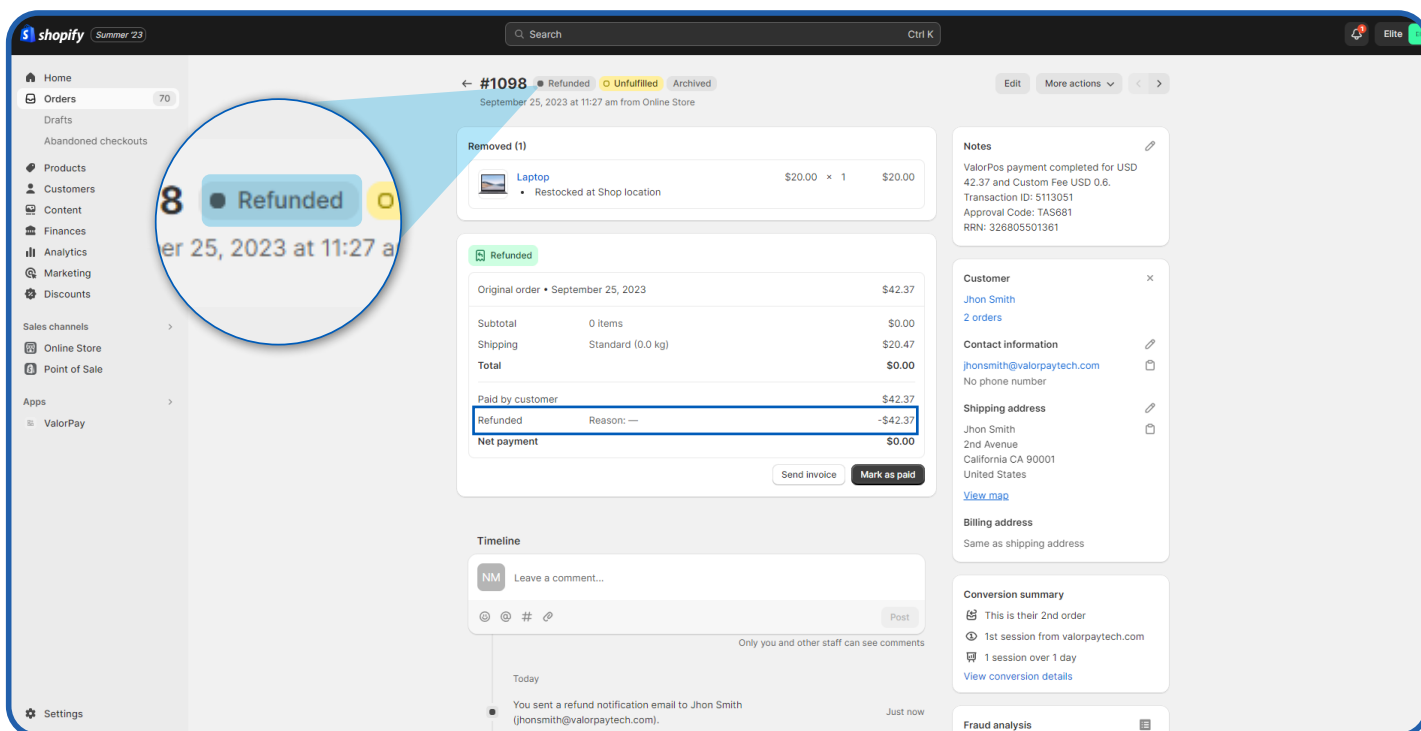 shopify Summer '23
Search Ctrl K
1
Elite
Home
Orders 70
Drafts
Abandoned checkouts
Products
Customers
Content
Finances
Analytics
Marketing
Discounts
Sales channels
Online Store
Point of Sale
Apps
ValorPay
Settings
8 Refunded
er 25, 2023 at 11:27 a
#1098 Refunded Unfulfilled Archived
September 25, 2023 at 11:27 am from Online Store
Edit More actions
Removed (1)
Laptop $20.00 × 1 $20.00
• Restocked at Shop location
Refunded
Original order • September 25, 2023 $42.37
Subtotal 0 items $0.00
Shipping Standard (0.0 kg) $20.47
Total $0.00
Paid by customer $42.37
Refunded Reason: — -$42.37
Net payment $0.00
Send invoice Mark as paid
Timeline
NM Leave a comment...
Post
Only you and other staff can see comments
Today
You sent a refund notification email to Jhon Smith
(jhonsmith@valorpaytech.com).
Just now
Notes
ValorPos payment completed for USD
42.37 and Custom Fee USD 0.6.
Transaction ID: 5113051
Approval Code: TAS681
RRN: 326805501361
Customer
Jhon Smith
2 orders
Contact information
jhonsmith@valorpaytech.com
No phone number
Shipping address
Jhon Smith
2nd Avenue
California CA 90001
United States
View map
Billing address
Same as shipping address
Conversion summary
This is their 2nd order
1st session from valorpaytech.com
1 session over 1 day
View conversion details
Fraud analysis